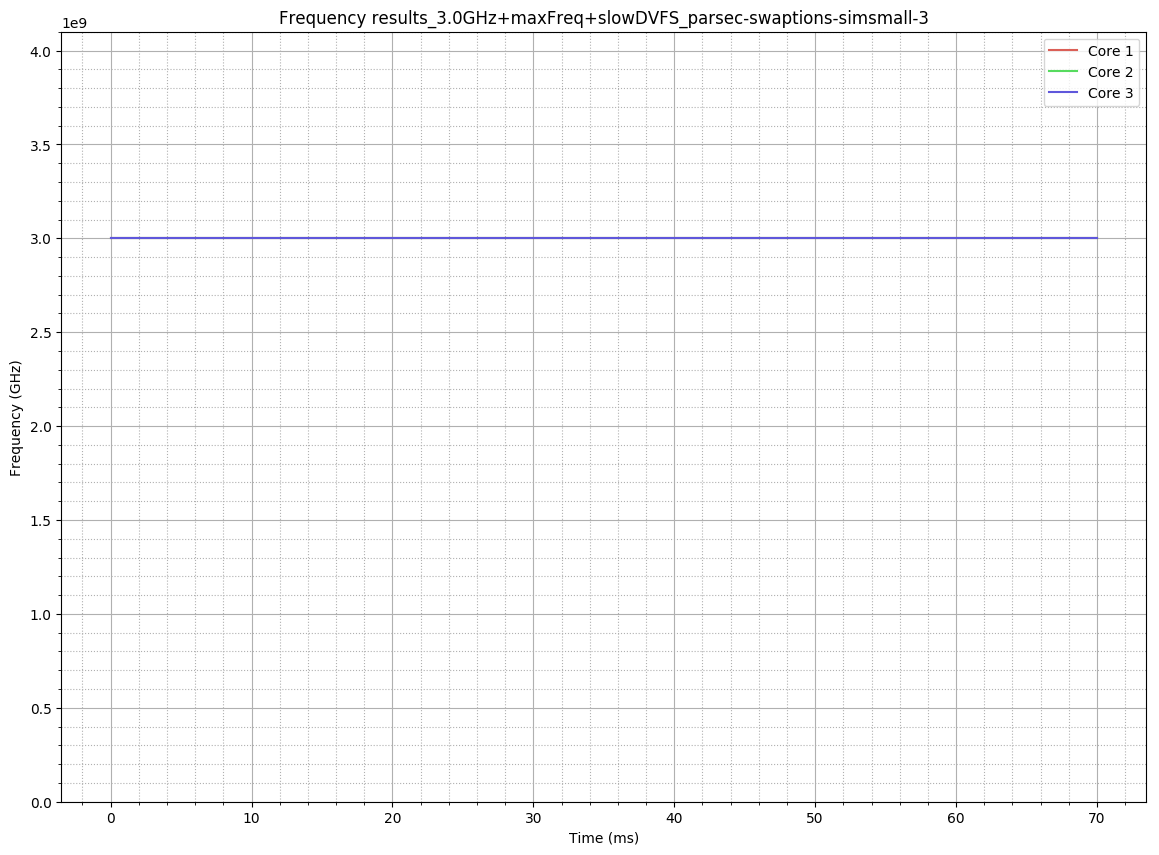 Frequency results_3.0GHz+maxFreq+slowDVFS_parsec-swaptions-simsmall-3
1e9
4.0
3.5
3.0
2.5
2.0
1.5
1.0
0.5
0.0
Frequency (GHz)
Core 1
Core 2
Core 3
0 10 20 30 40 50 60 70
Time (ms)